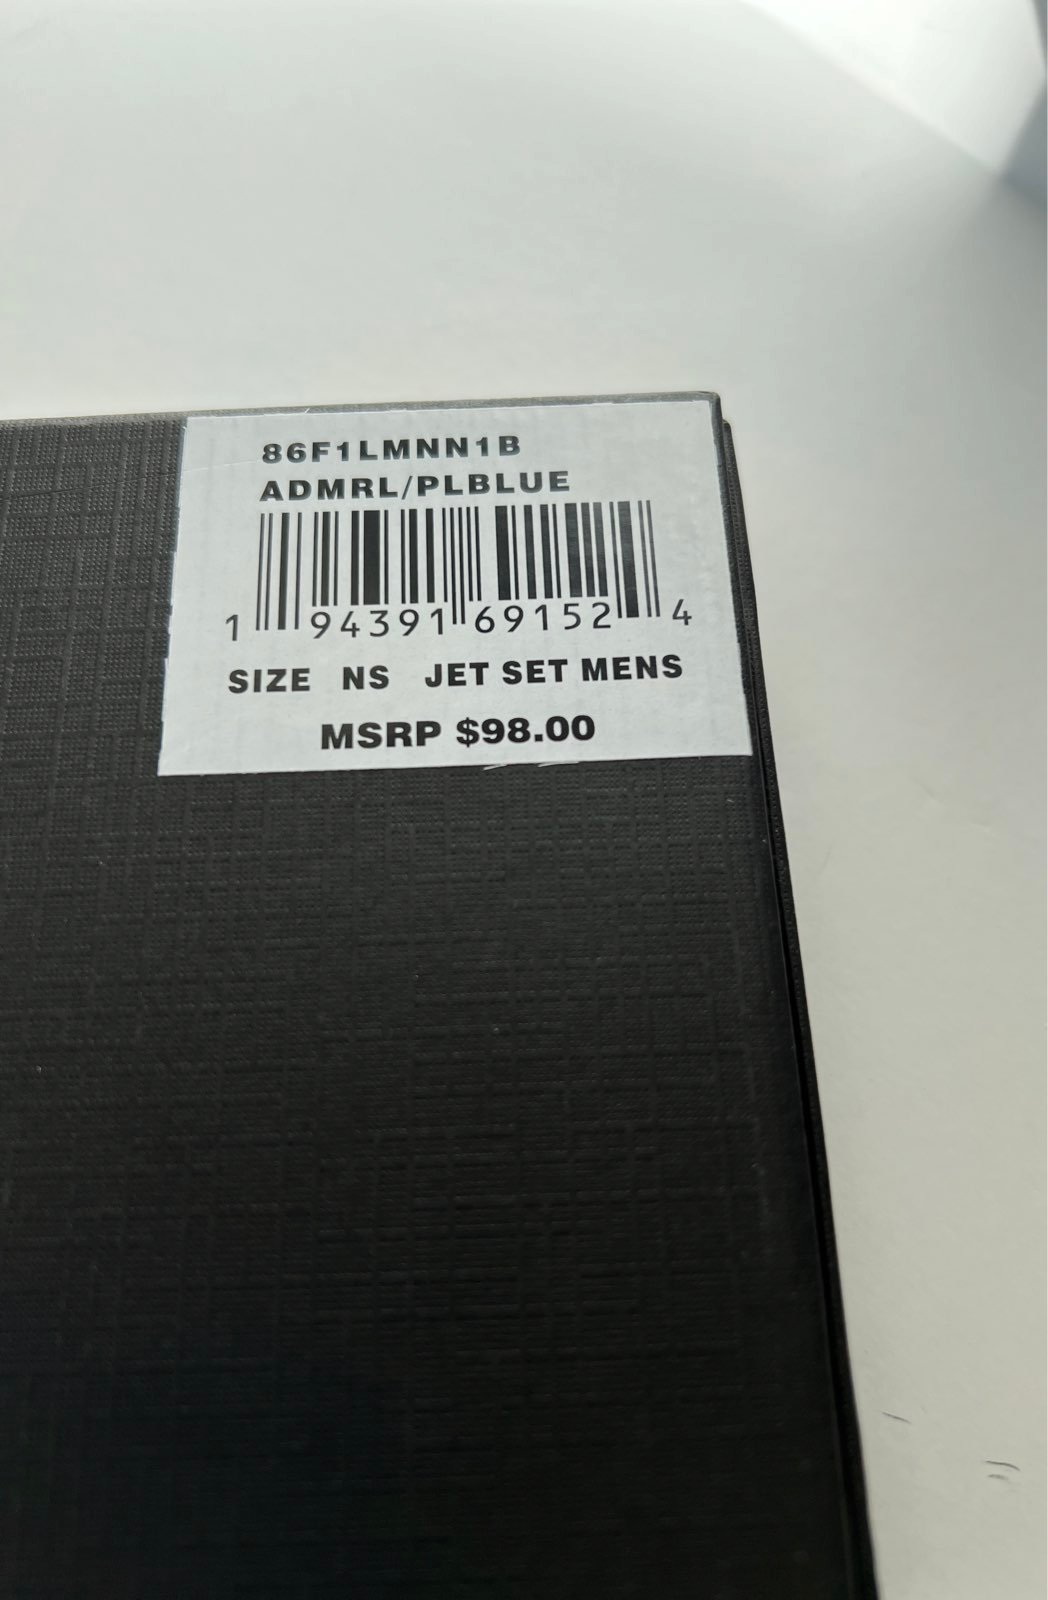 86F1LMNN1B
ADMRL/PLBLUE
1 94391 69152 4
SIZE NS JET SET MENS
MSRP $98.00